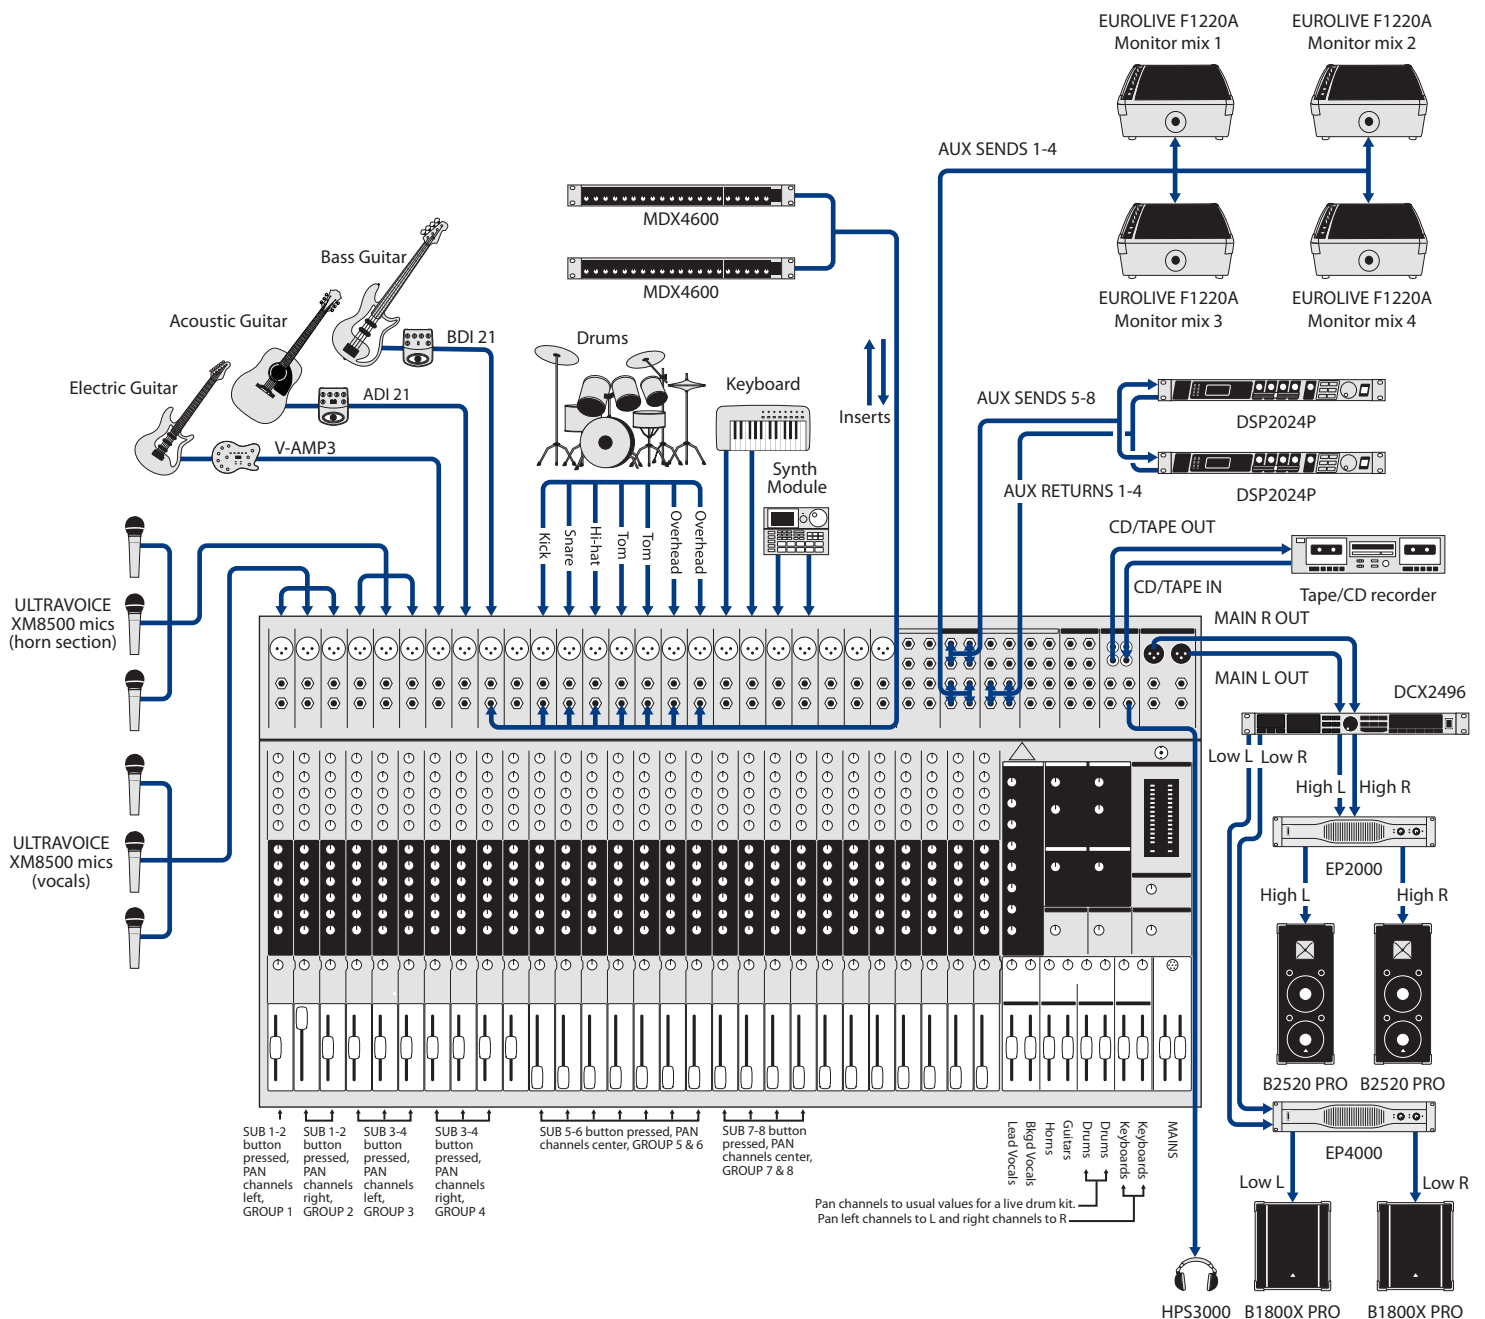 EUROLIVE F1220A
Monitor mix 1
EUROLIVE F1220A
Monitor mix 2
AUX SENDS 1-4
MDX4600
MDX4600
EUROLIVE F1220A
Monitor mix 3
EUROLIVE F1220A
Monitor mix 4
Bass Guitar
BDI 21
Acoustic Guitar
ADI 21
Electric Guitar
V-AMP3
Drums
Keyboard
Inserts
Synth
Module
AUX SENDS 5-8
DSP2024P
AUX RETURNS 1-4
DSP2024P
Kick
Snare
Hi-hat
Tom
Tom
Overhead
Overhead
CD/TAPE OUT
CD/TAPE IN
Tape/CD recorder
ULTRAVOICE
XM8500 mics
(horn section)
MAIN R OUT
MAIN L OUT
DCX2496
Low L
Low R
High L
High R
EP2000
High L
High R
ULTRAVOICE
XM8500 mics
(vocals)
B2520 PRO
B2520 PRO
EP4000
Low L
Low R
SUB 1-2
button
pressed,
PAN
channels
left,
GROUP 1
SUB 1-2
button
pressed,
PAN
channels
right,
GROUP 2
SUB 3-4
button
pressed,
PAN
channels
left,
GROUP 3
SUB 3-4
button
pressed,
PAN
channels
right,
GROUP 4
SUB 5-6 button pressed, PAN
channels center, GROUP 5 & 6
SUB 7-8 button
pressed, PAN
channels center,
GROUP 7 & 8
Lead Vocals
Bkgd Vocals
Horns
Guitars
Drums
Drums
Keyboards
Keyboards
MAINS
Pan channels to usual values for a live drum kit.
Pan left channels to L and right channels to R
HPS3000
B1800X PRO
B1800X PRO